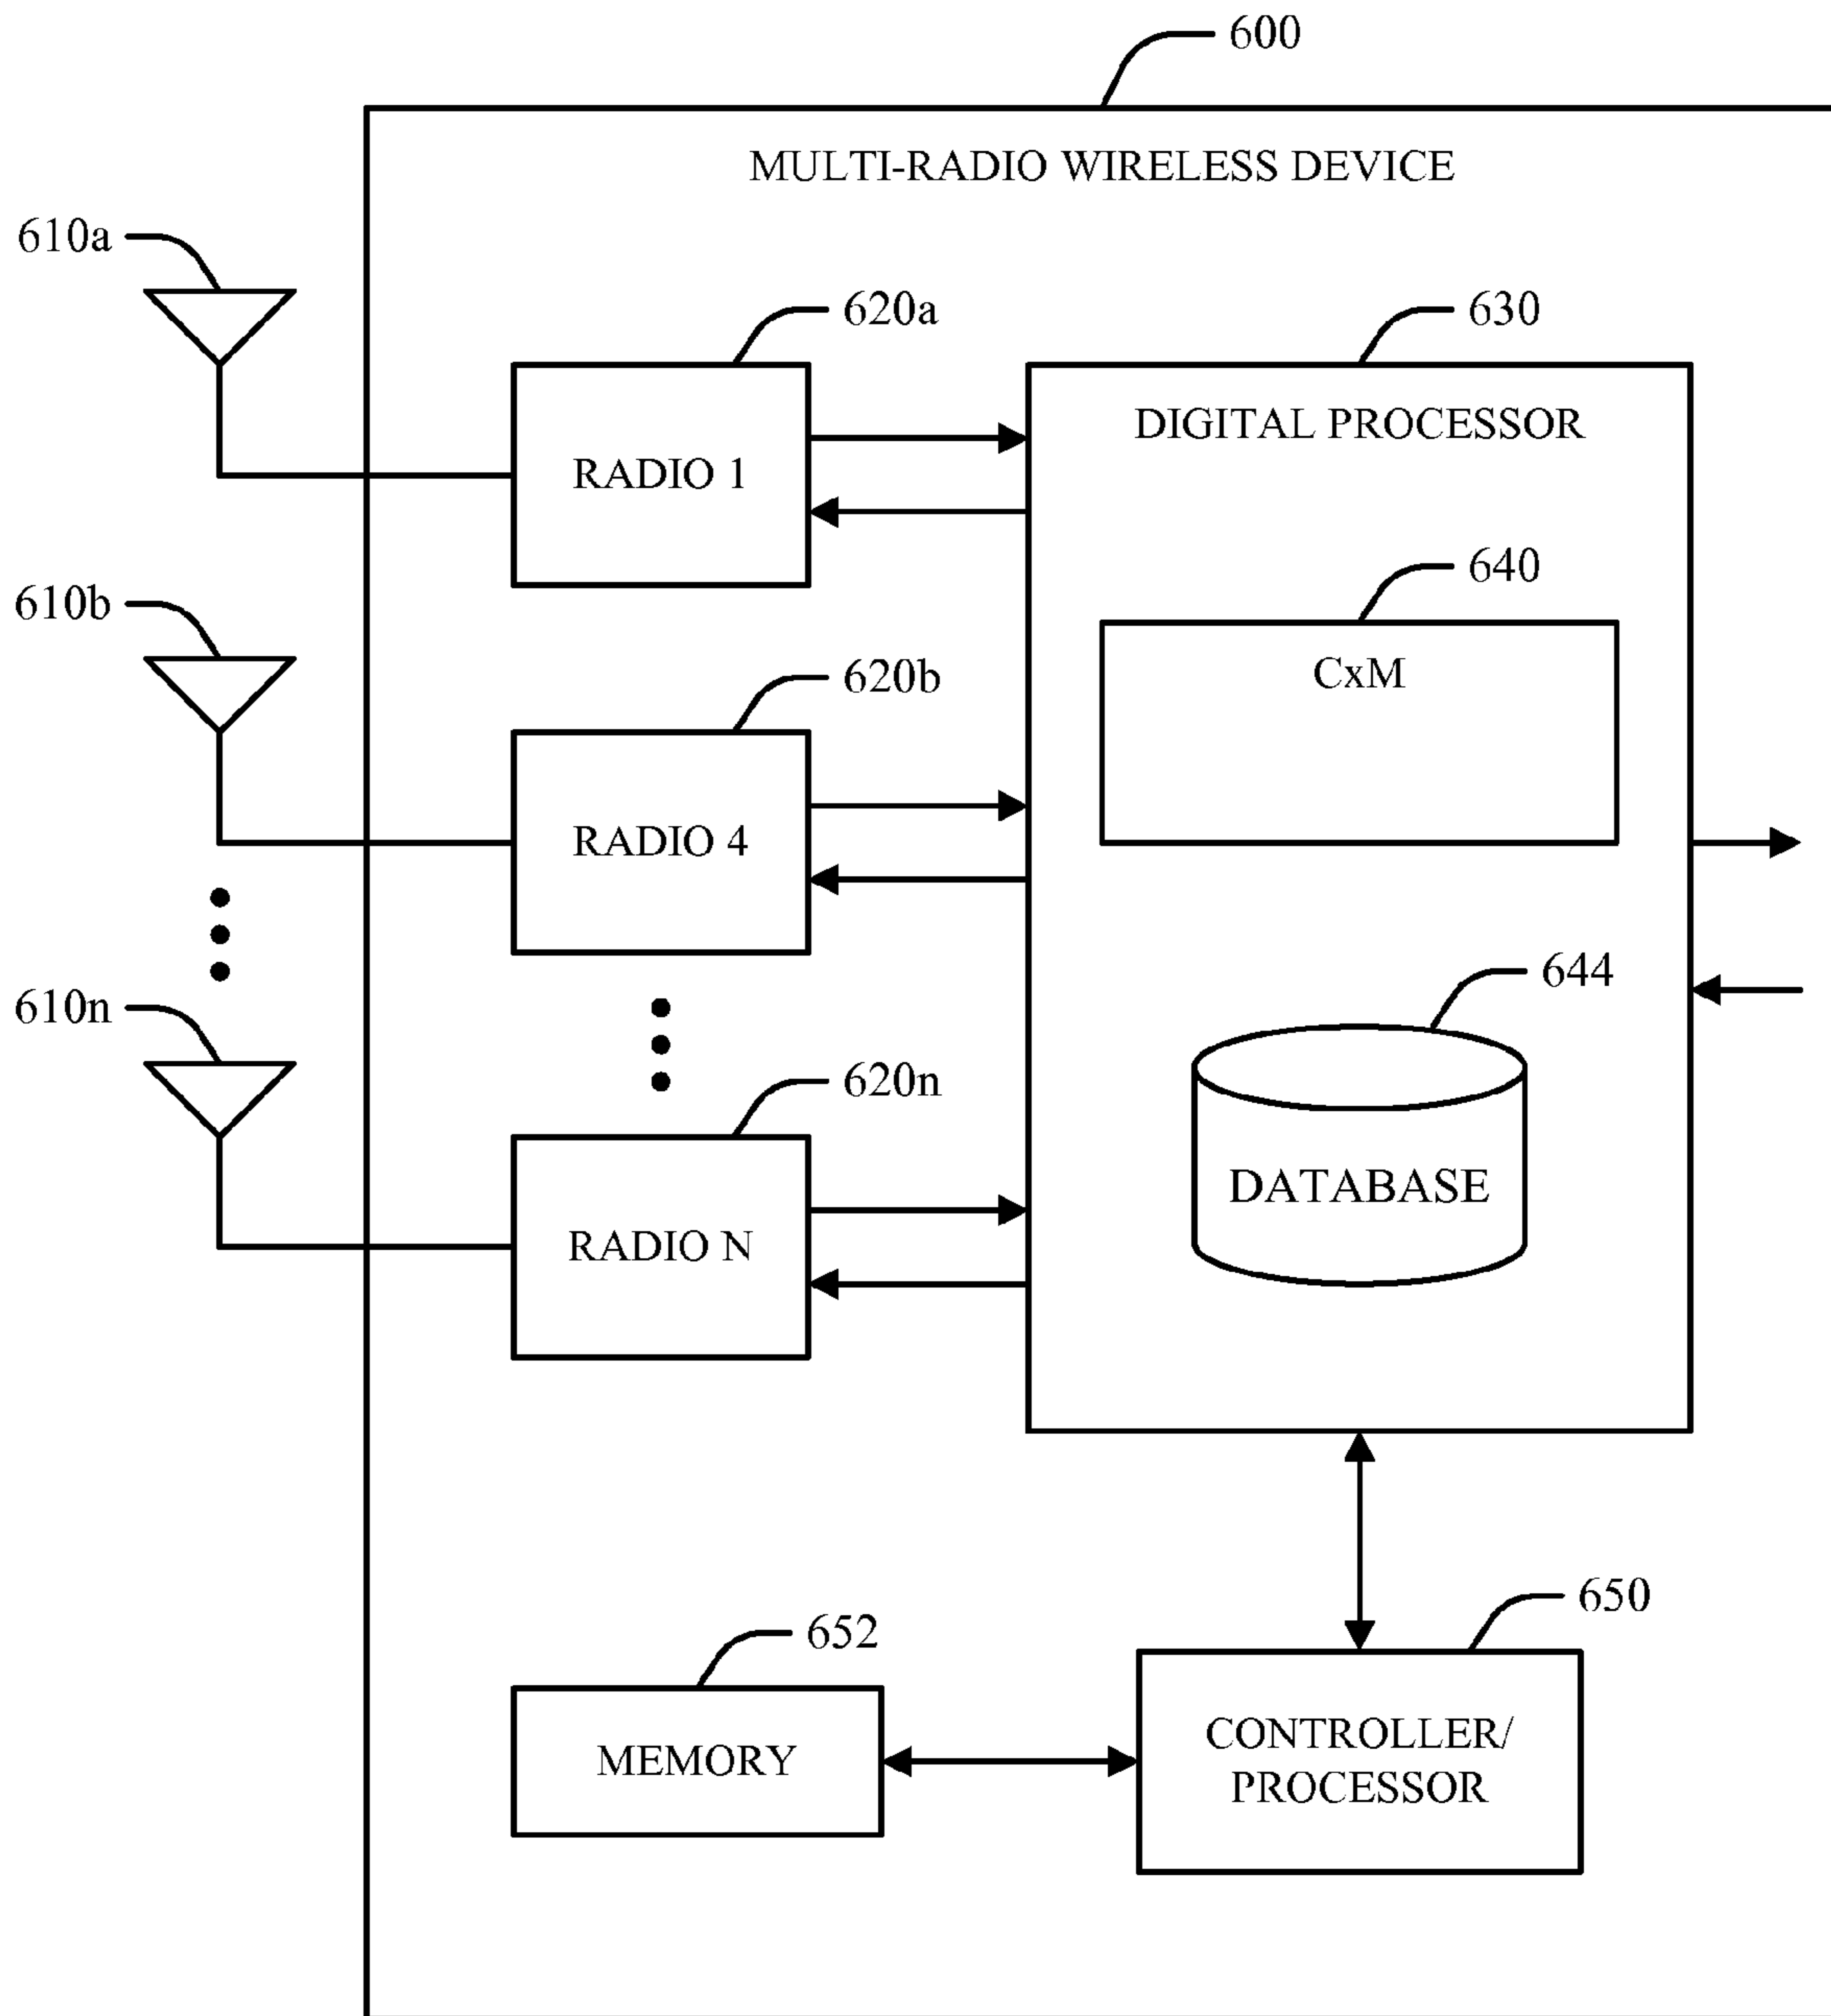 600
MULTI-RADIO WIRELESS DEVICE
610a
620a
630
RADIO 1
DIGITAL PROCESSOR
640
CxM
610b
620b
RADIO 4
644
DATABASE
610n
620n
RADIO N
650
652
MEMORY
CONTROLLER/
PROCESSOR